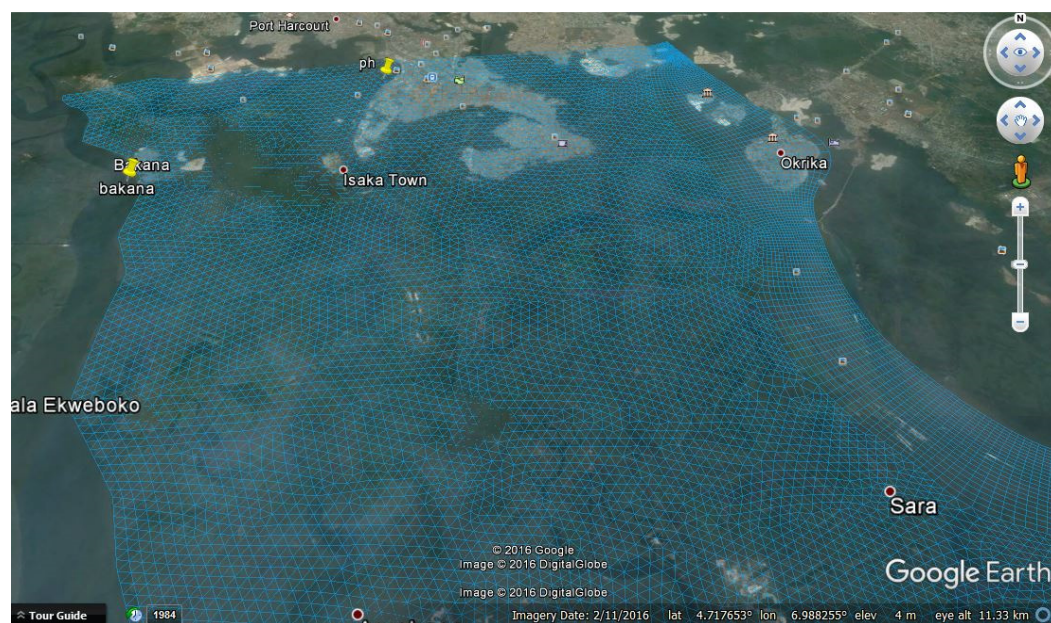 Port Harcourt
N
ph
Bakana
bakana
Isaka Town
Okrika
ala Ekweboko
Sara
© 2016 Google
Image © 2016 DigitalGlobe
Image © 2016 DigitalGlobe
Google Earth
Tour Guide
1984
Imagery Date: 2/11/2016 lat 4.717653° lon 6.988255° elev 4 m eye alt 11.33 km